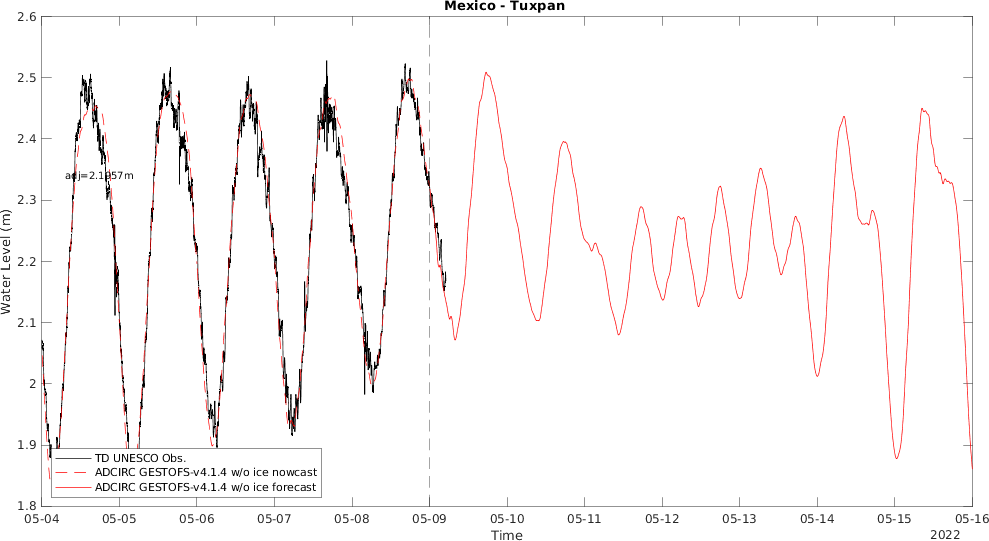 Mexico - Tuxpan
2.6
2.5
2.4
2.3
2.2
2.1
2
1.9
1.8
Water Level (m)
adj=2.1957m
TD UNESCO Obs.
ADCIRC GESTOFS-v4.1.4 w/o ice nowcast
ADCIRC GESTOFS-v4.1.4 w/o ice forecast
05-04 05-05 05-06 05-07 05-08 05-09 05-10 05-11 05-12 05-13 05-14 05-15 05-16
Time
2022